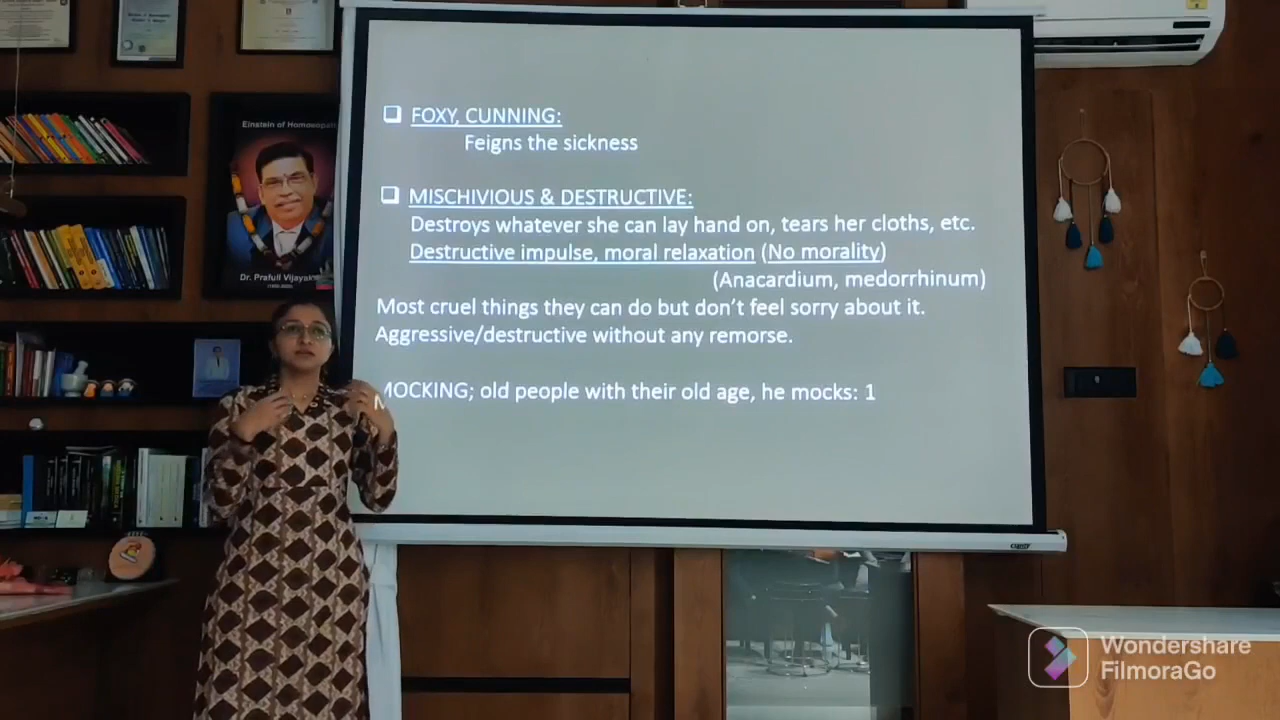 FOXY, CUNNING:
Feigns the sickness
MISCHIVIOUS & DESTRUCTIVE:
Destroys whatever she can lay hand on, tears her cloths, etc.
Destructive impulse, moral relaxation (No morality)
(Anacardium, medorrhinum)
Most cruel things they can do but don't feel sorry about it.
Aggressive/destructive without any remorse.
MOCKING; old people with their old age, he mocks: 1
Einstein of Homoeopath
Dr. Prafull Vijayak
Wondershare
FilmoraGo